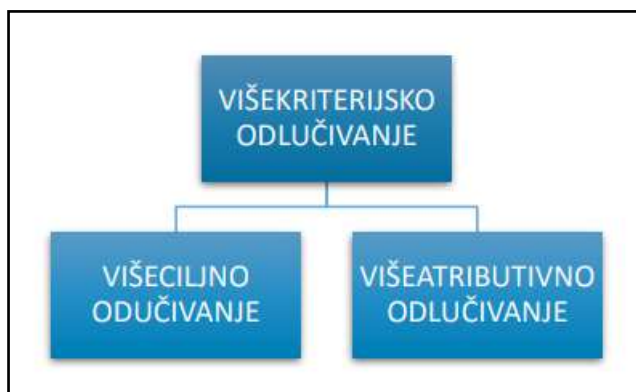 VIŠEKRITERIJSKO
ODLUČIVANJE
VIŠECILJNO
ODUČIVANJE
VIŠEATRIBUTIVNO
ODLUČIVANJE